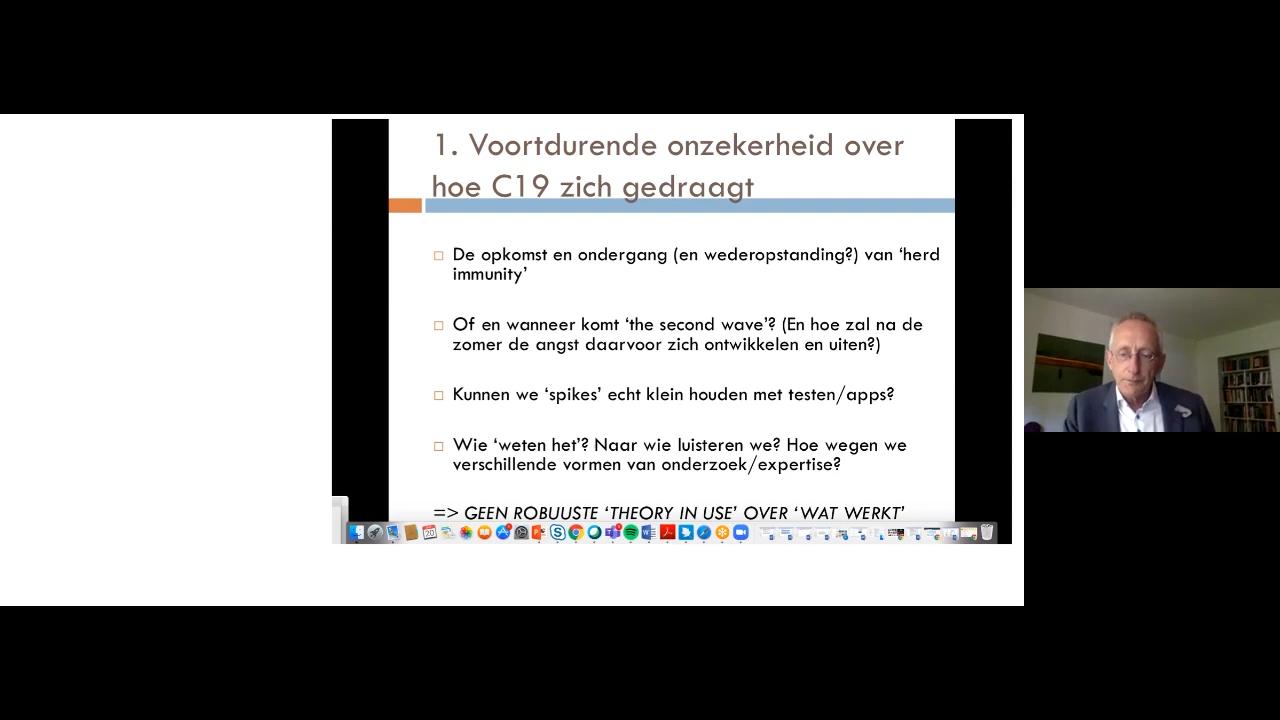 1. Voortdurende onzekerheid over
hoe C19 zich gedraagt
De opkomst en ondergang (en wederopstanding?) van ‘herd
immunity’
Of en wanneer komt ‘the second wave’? (En hoe zal na de
zomer de angst daarvoor zich ontwikkelen en uiten?)
Kunnen we ‘spikes’ echt klein houden met testen/apps?
Wie ‘weten het’? Naar wie luisteren we? Hoe wegen we
verschillende vormen van onderzoek/expertise?
=> GEEN ROBUUSTE ‘THEORY IN USE’ OVER ‘WAT WERKT’
20